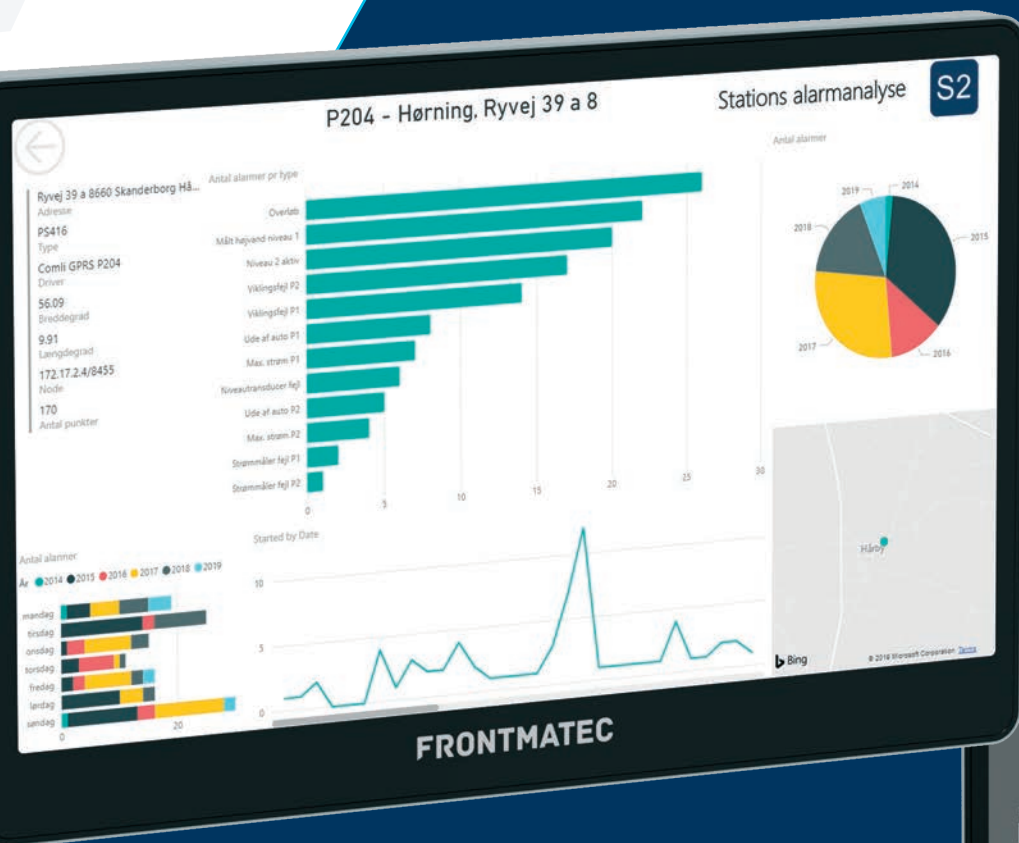 P204 - Hørning. Ryvej 39 a 8
Stations alarmanalyse
S2
Ryvej 39 a 8660 Skanderborg Hå...
Adresse
PS416
Type
Comli GPRS P204
Driver
56.09
Breddegrad
9.91
Længdegrad
172.17.2.4/8455
Node
170
Antal punkter
Antal alarmer pr type
Overløb
Målt højvand niveau 1
Niveau 2 aktiv
Viklingsfejl P2
Viklingsfejl P1
Ude af auto P1
Max. strøm P1
Niveautransducer fejl
Ude af auto P2
Max. strøm P2
Strømmåler fejl P1
Strømmåler fejl P2
0 5 10 15 20 25 30
Antal alarmer
2019
2014
2018
2015
2017
2016
Hårby
Bing
© 2019 Microsoft Corporation Terms
Antal alarmer
År 2014 2015 2016 2017 2018 2019
mandag
tirsdag
onsdag
torsdag
fredag
lørdag
søndag
0 20
Started by Date
10
5
0
FRONTMATEC